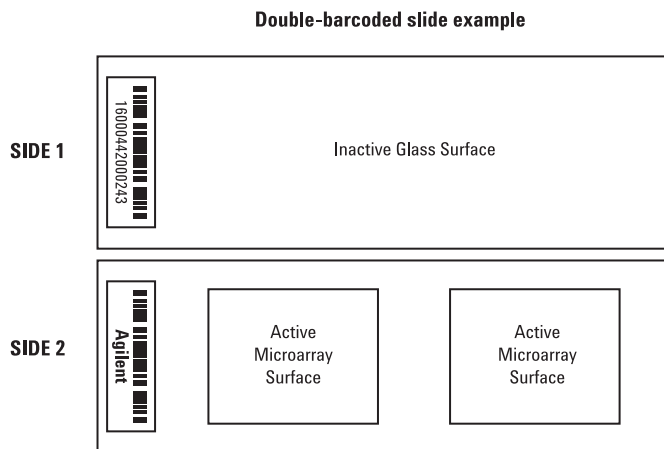 Double-barcoded slide example
SIDE 1
16000442000243
Inactive Glass Surface
SIDE 2
Agilent
Active
Microarray
Surface
Active
Microarray
Surface